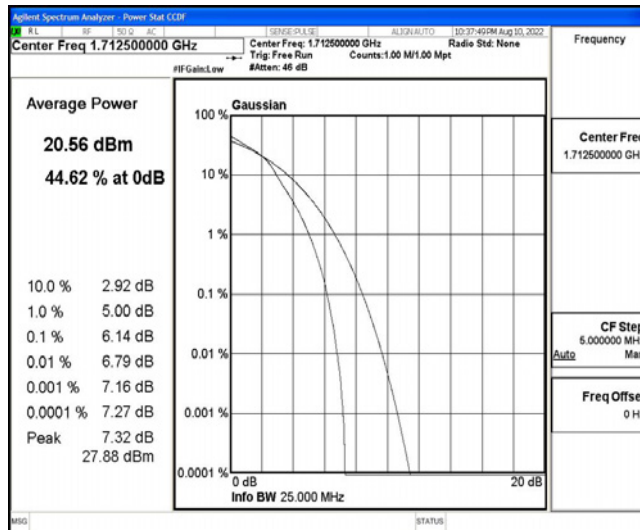 Agilent Spectrum Analyzer - Power Stat CCDF
RL RF 50 Ω AC SENSE:PULSE ALIGN AUTO 10:37:49 PM Aug 10, 2022
Center Freq 1.712500000 GHz
Center Freq: 1.712500000 GHz Radio Std: None
Trig: Free Run Counts:1.00 M/1.00 Mpt
#IFGain:Low #Atten: 46 dB
Frequency
Average Power
20.56 dBm
44.62 % at 0dB
10.0 % 2.92 dB
1.0 % 5.00 dB
0.1 % 6.14 dB
0.01 % 6.79 dB
0.001 % 7.16 dB
0.0001 % 7.27 dB
Peak 7.32 dB
27.88 dBm
100 % Gaussian
10 %
1 %
0.1 %
0.01 %
0.001 %
0.0001 %
0 dB 20 dB
Info BW 25.000 MHz
Center Fre
1.712500000 GH
CF Step
5.000000 MH
Auto Ma
Freq Offse
0 H
MSG STATUS